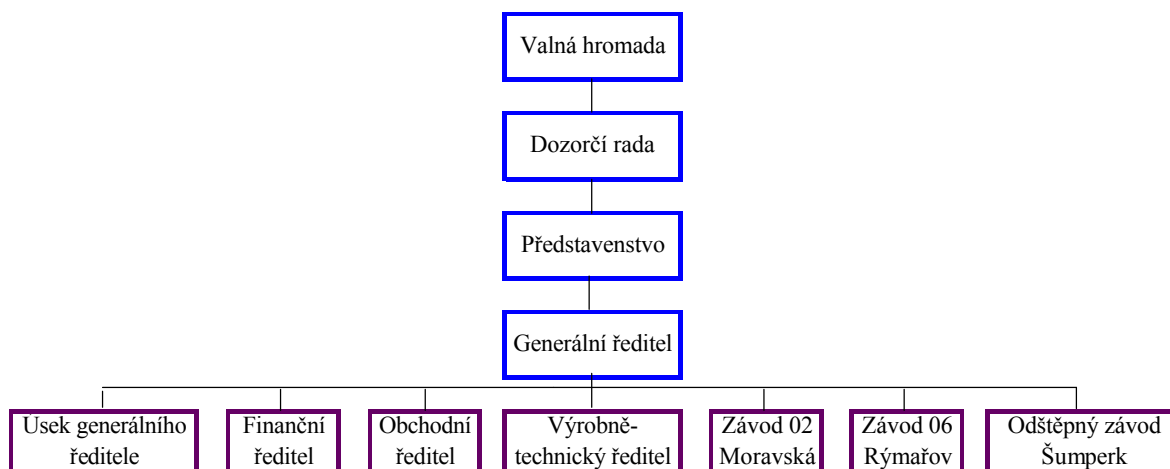 Valná hromada
Dozorčí rada
Představenstvo
Generální ředitel
Úsek generálního
ředitele
Finanční
ředitel
Obchodní
ředitel
Výrobně-
technický ředitel
Závod 02
Moravská
Závod 06
Rýmařov
Odštěpný závod
Šumperk